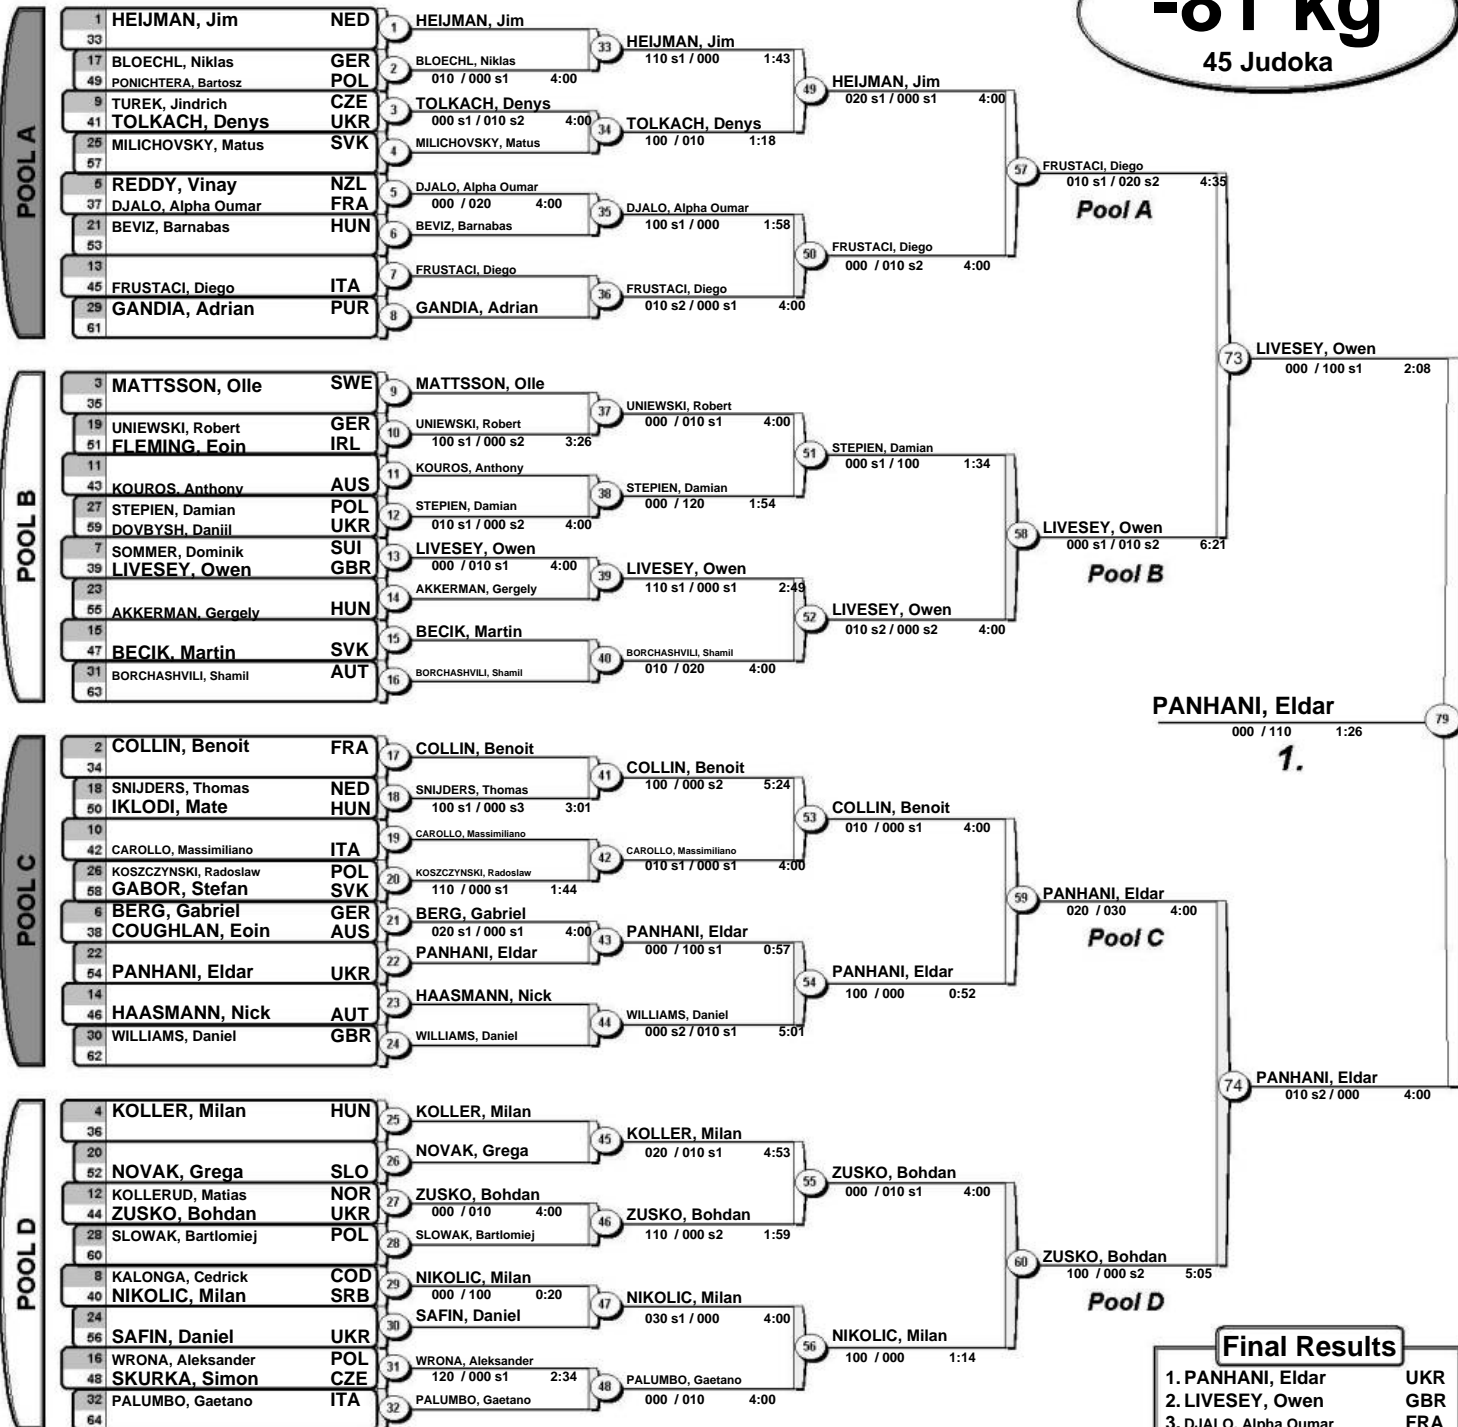 -81 kg
45 Judoka
POOL A
1 HEIJMAN, Jim NED
33
17 BLOECHL, Niklas GER
49 PONICHTERA, Bartosz POL
9 TUREK, Jindrich CZE
41 TOLKACH, Denys UKR
25 MILICHOVSKY, Matus SVK
57
5 REDDY, Vinay NZL
37 DJALO, Alpha Oumar FRA
21 BEVIZ, Barnabas HUN
53
13
45 FRUSTACI, Diego ITA
29 GANDIA, Adrian PUR
61
1 HEIJMAN, Jim
2 BLOECHL, Niklas
010 / 000 s1 4:00
3 TOLKACH, Denys
000 s1 / 010 s2 4:00
4 MILICHOVSKY, Matus
5 DJALO, Alpha Oumar
000 / 020 4:00
6 BEVIZ, Barnabas
7 FRUSTACI, Diego
8 GANDIA, Adrian
33 HEIJMAN, Jim
110 s1 / 000 1:43
34 TOLKACH, Denys
100 / 010 1:18
35 DJALO, Alpha Oumar
100 s1 / 000 1:58
36 FRUSTACI, Diego
010 s2 / 000 s1 4:00
49 HEIJMAN, Jim
020 s1 / 000 s1 4:00
50 FRUSTACI, Diego
000 / 010 s2 4:00
57 FRUSTACI, Diego
010 s1 / 020 s2 4:35
Pool A
POOL B
3 MATTSSON, Olle SWE
35
19 UNIEWSKI, Robert GER
51 FLEMING, Eoin IRL
11
43 KOUROS, Anthony AUS
27 STEPIEN, Damian POL
59 DOVBYSH, Daniil UKR
7 SOMMER, Dominik SUI
39 LIVESEY, Owen GBR
23
55 AKKERMAN, Gergely HUN
15
47 BECIK, Martin SVK
31 BORCHASHVILI, Shamil AUT
63
9 MATTSSON, Olle
10 UNIEWSKI, Robert
100 s1 / 000 s2 3:26
11 KOUROS, Anthony
12 STEPIEN, Damian
010 s1 / 000 s2 4:00
13 LIVESEY, Owen
000 / 010 s1 4:00
14 AKKERMAN, Gergely
15 BECIK, Martin
16 BORCHASHVILI, Shamil
37 UNIEWSKI, Robert
000 / 010 s1 4:00
38 STEPIEN, Damian
000 / 120 1:54
39 LIVESEY, Owen
110 s1 / 000 s1 2:49
40 BORCHASHVILI, Shamil
010 / 020 4:00
51 STEPIEN, Damian
000 s1 / 100 1:34
52 LIVESEY, Owen
010 s2 / 000 s2 4:00
58 LIVESEY, Owen
000 s1 / 010 s2 6:21
Pool B
73 LIVESEY, Owen
000 / 100 s1 2:08
PANHANI, Eldar 79
000 / 110 1:26
1.
POOL C
2 COLLIN, Benoit FRA
34
18 SNIJDERS, Thomas NED
50 IKLODI, Mate HUN
10
42 CAROLLO, Massimiliano ITA
26 KOSZCZYNSKI, Radoslaw POL
58 GABOR, Stefan SVK
6 BERG, Gabriel GER
38 COUGHLAN, Eoin AUS
22
54 PANHANI, Eldar UKR
14
46 HAASMANN, Nick AUT
30 WILLIAMS, Daniel GBR
62
17 COLLIN, Benoit
18 SNIJDERS, Thomas
100 s1 / 000 s3 3:01
19 CAROLLO, Massimiliano
20 KOSZCZYNSKI, Radoslaw
110 / 000 s1 1:44
21 BERG, Gabriel
020 s1 / 000 s1 4:00
22 PANHANI, Eldar
23 HAASMANN, Nick
24 WILLIAMS, Daniel
41 COLLIN, Benoit
100 / 000 s2 5:24
42 CAROLLO, Massimiliano
010 s1 / 000 s1 4:00
43 PANHANI, Eldar
000 / 100 s1 0:57
44 WILLIAMS, Daniel
000 s2 / 010 s1 5:01
53 COLLIN, Benoit
010 / 000 s1 4:00
54 PANHANI, Eldar
100 / 000 0:52
59 PANHANI, Eldar
020 / 030 4:00
Pool C
POOL D
4 KOLLER, Milan HUN
36
20
52 NOVAK, Grega SLO
12 KOLLERUD, Matias NOR
44 ZUSKO, Bohdan UKR
28 SLOWAK, Bartlomiej POL
60
8 KALONGA, Cedrick COD
40 NIKOLIC, Milan SRB
24
56 SAFIN, Daniel UKR
16 WRONA, Aleksander POL
48 SKURKA, Simon CZE
32 PALUMBO, Gaetano ITA
64
25 KOLLER, Milan
26 NOVAK, Grega
27 ZUSKO, Bohdan
000 / 010 4:00
28 SLOWAK, Bartlomiej
29 NIKOLIC, Milan
000 / 100 0:20
30 SAFIN, Daniel
31 WRONA, Aleksander
120 / 000 s1 2:34
32 PALUMBO, Gaetano
45 KOLLER, Milan
020 / 010 s1 4:53
46 ZUSKO, Bohdan
110 / 000 s2 1:59
47 NIKOLIC, Milan
030 s1 / 000 4:00
48 PALUMBO, Gaetano
000 / 010 4:00
55 ZUSKO, Bohdan
000 / 010 s1 4:00
56 NIKOLIC, Milan
100 / 000 1:14
60 ZUSKO, Bohdan
100 / 000 s2 5:05
Pool D
74 PANHANI, Eldar
010 s2 / 000 4:00
Final Results
1. PANHANI, Eldar UKR
2. LIVESEY, Owen GBR
3. DJALO, Alpha Oumar FRA